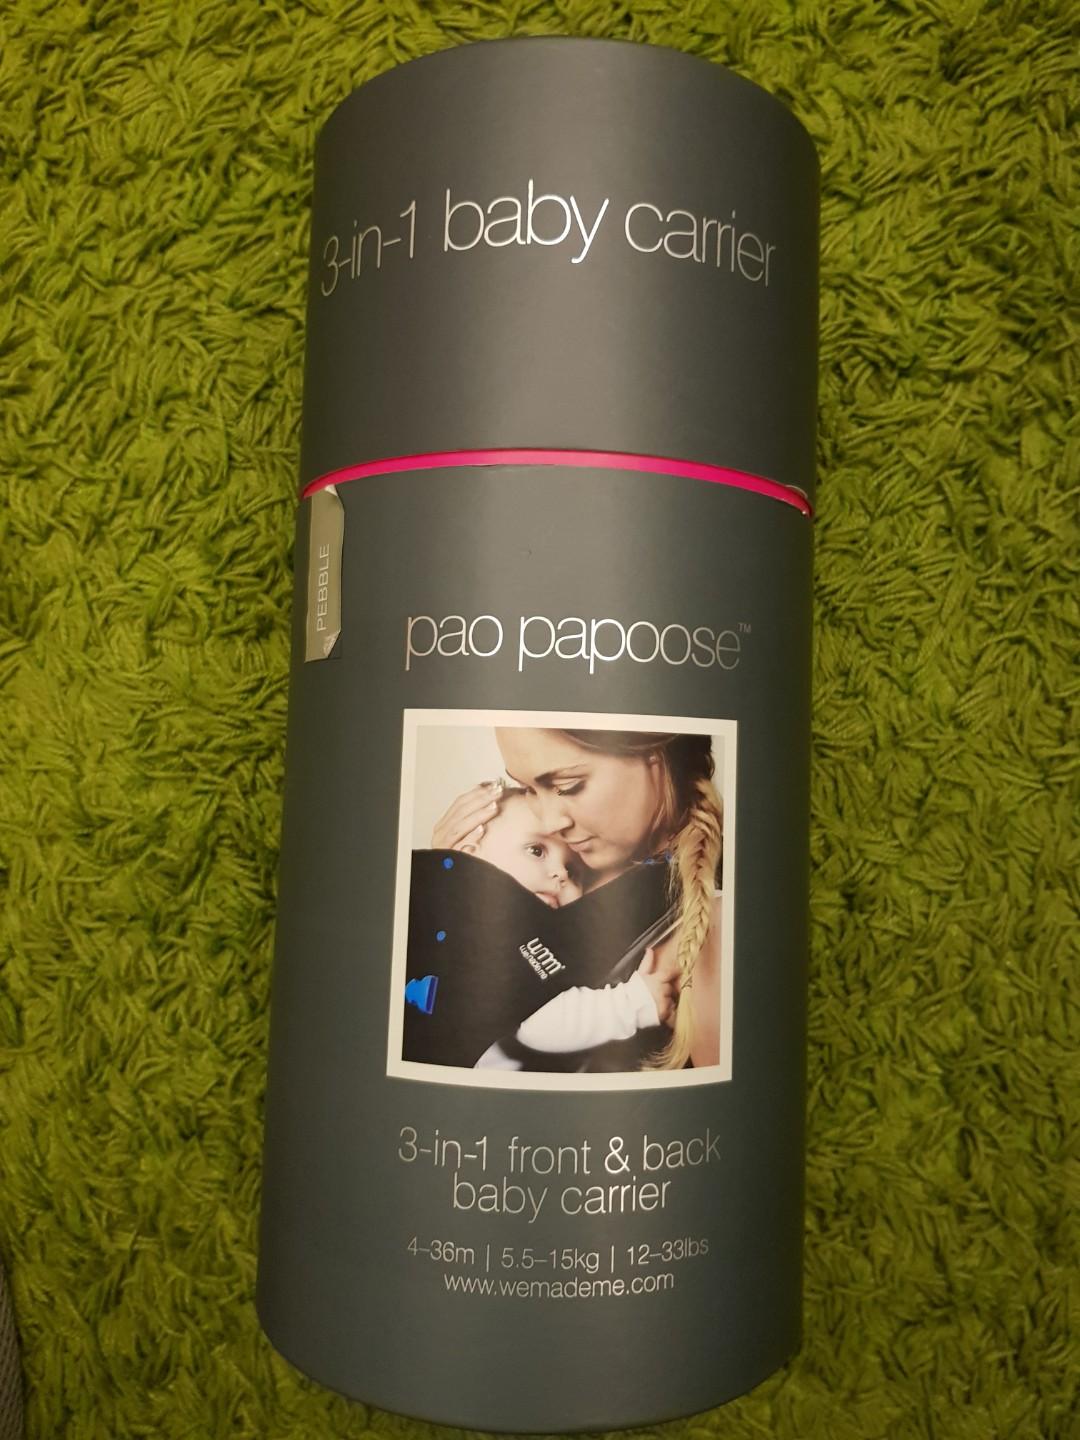 3-in-1 baby carrier
PEBBLE
pao papoose™
wmm
wemademe
3-in-1 front & back
baby carrier
4–36m | 5.5–15kg | 12–33lbs
www.wemademe.com